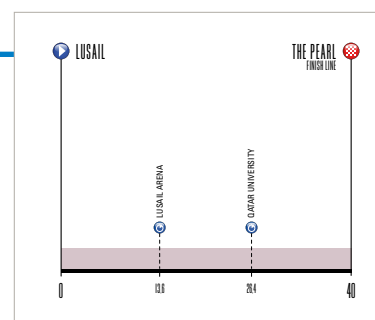 LUSAIL
THE PEARL
FINISH LINE
LUSAIL ARENA
QATAR UNIVERSITY
0
13,6
26,4
40